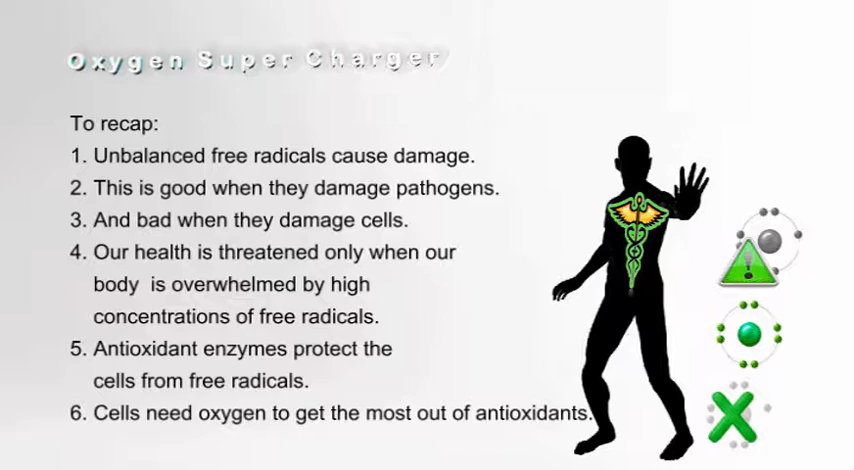 Oxygen Super Charger
To recap:
1. Unbalanced free radicals cause damage.
2. This is good when they damage pathogens.
3. And bad when they damage cells.
4. Our health is threatened only when our
body is overwhelmed by high
concentrations of free radicals.
5. Antioxidant enzymes protect the
cells from free radicals.
6. Cells need oxygen to get the most out of antioxidants.